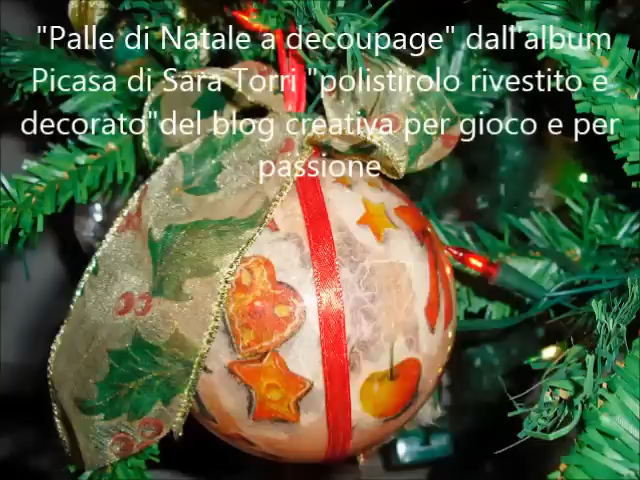 "Palle di Natale a decoupage" dall'album
Picasa di Sara Torri "polistirolo rivestito e
decorato"del blog creativa per gioco e per
passione